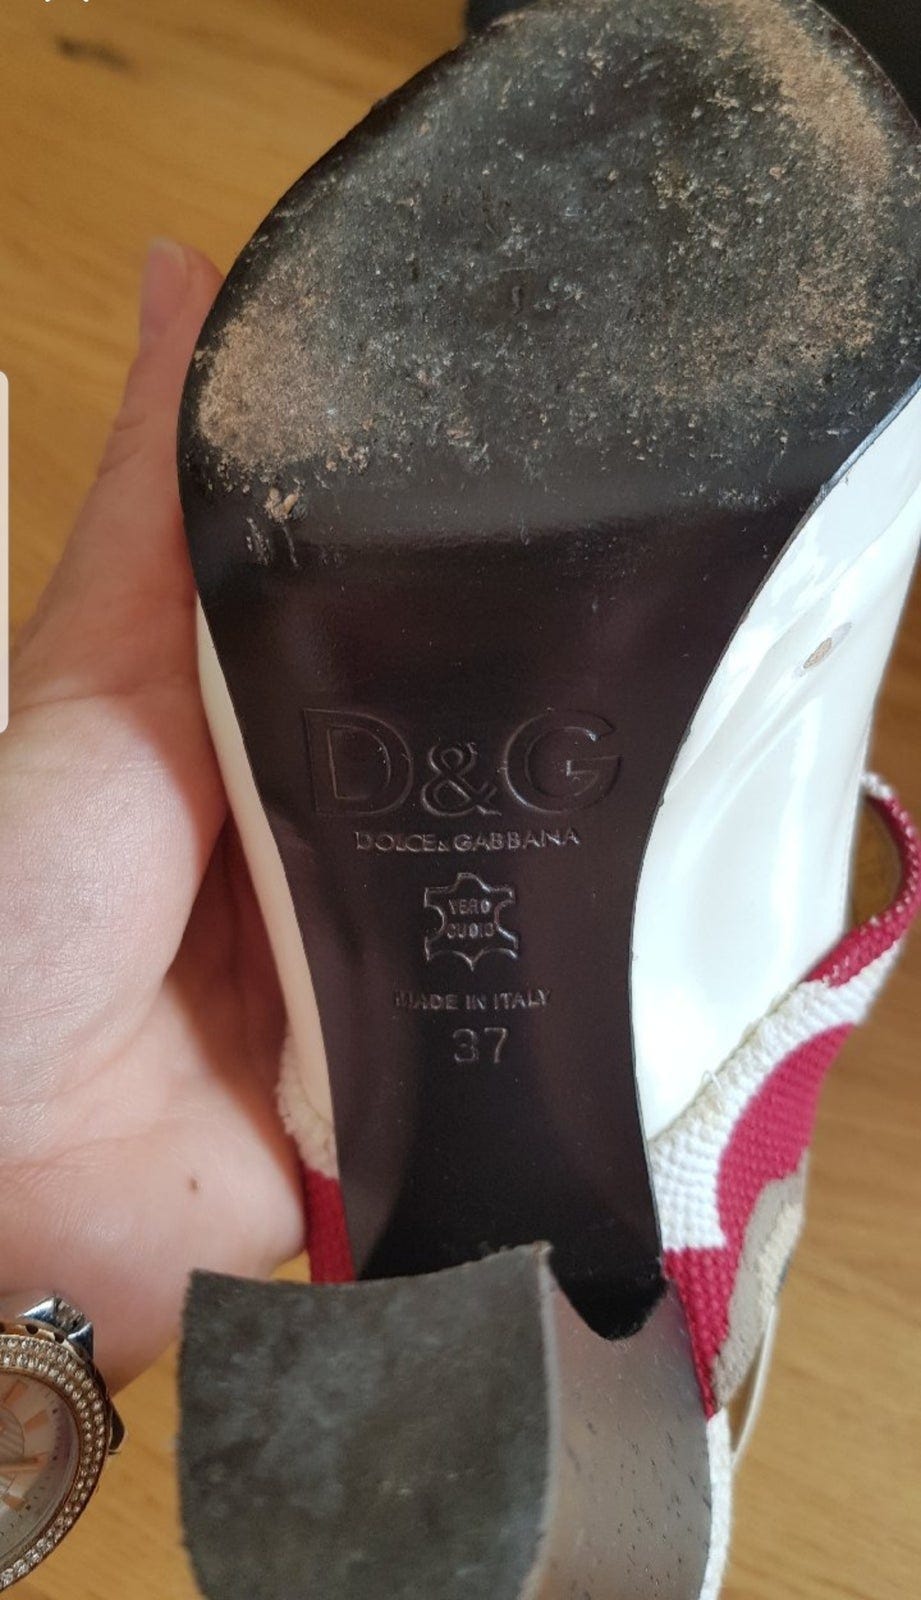 D&G
DOLCE&GABBANA
VERO
CUOIO
MADE IN ITALY
37